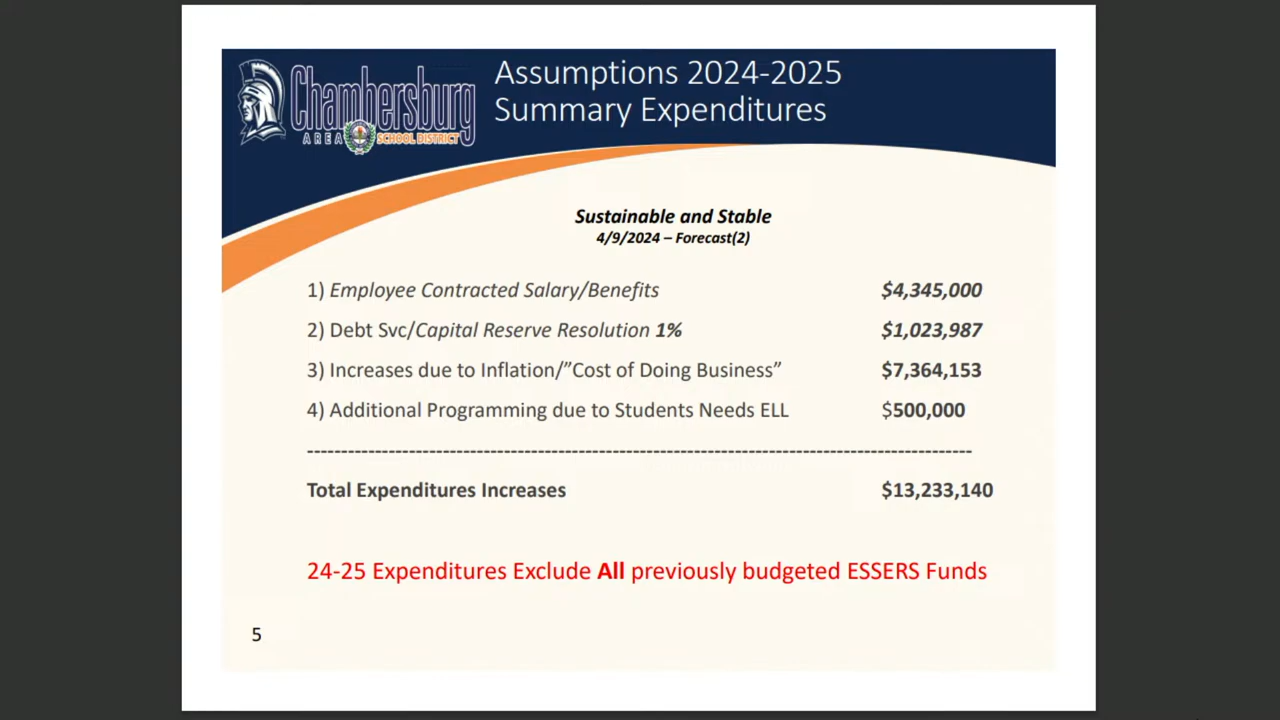 Chambersburg
AREA SCHOOL DISTRICT
Assumptions 2024-2025
Summary Expenditures
Sustainable and Stable
4/9/2024 – Forecast(2)
1) Employee Contracted Salary/Benefits $4,345,000
2) Debt Svc/Capital Reserve Resolution 1% $1,023,987
3) Increases due to Inflation/”Cost of Doing Business” $7,364,153
4) Additional Programming due to Students Needs ELL $500,000
--------------------------------------------------------------------------------------------------
Total Expenditures Increases $13,233,140
24-25 Expenditures Exclude All previously budgeted ESSERS Funds
5